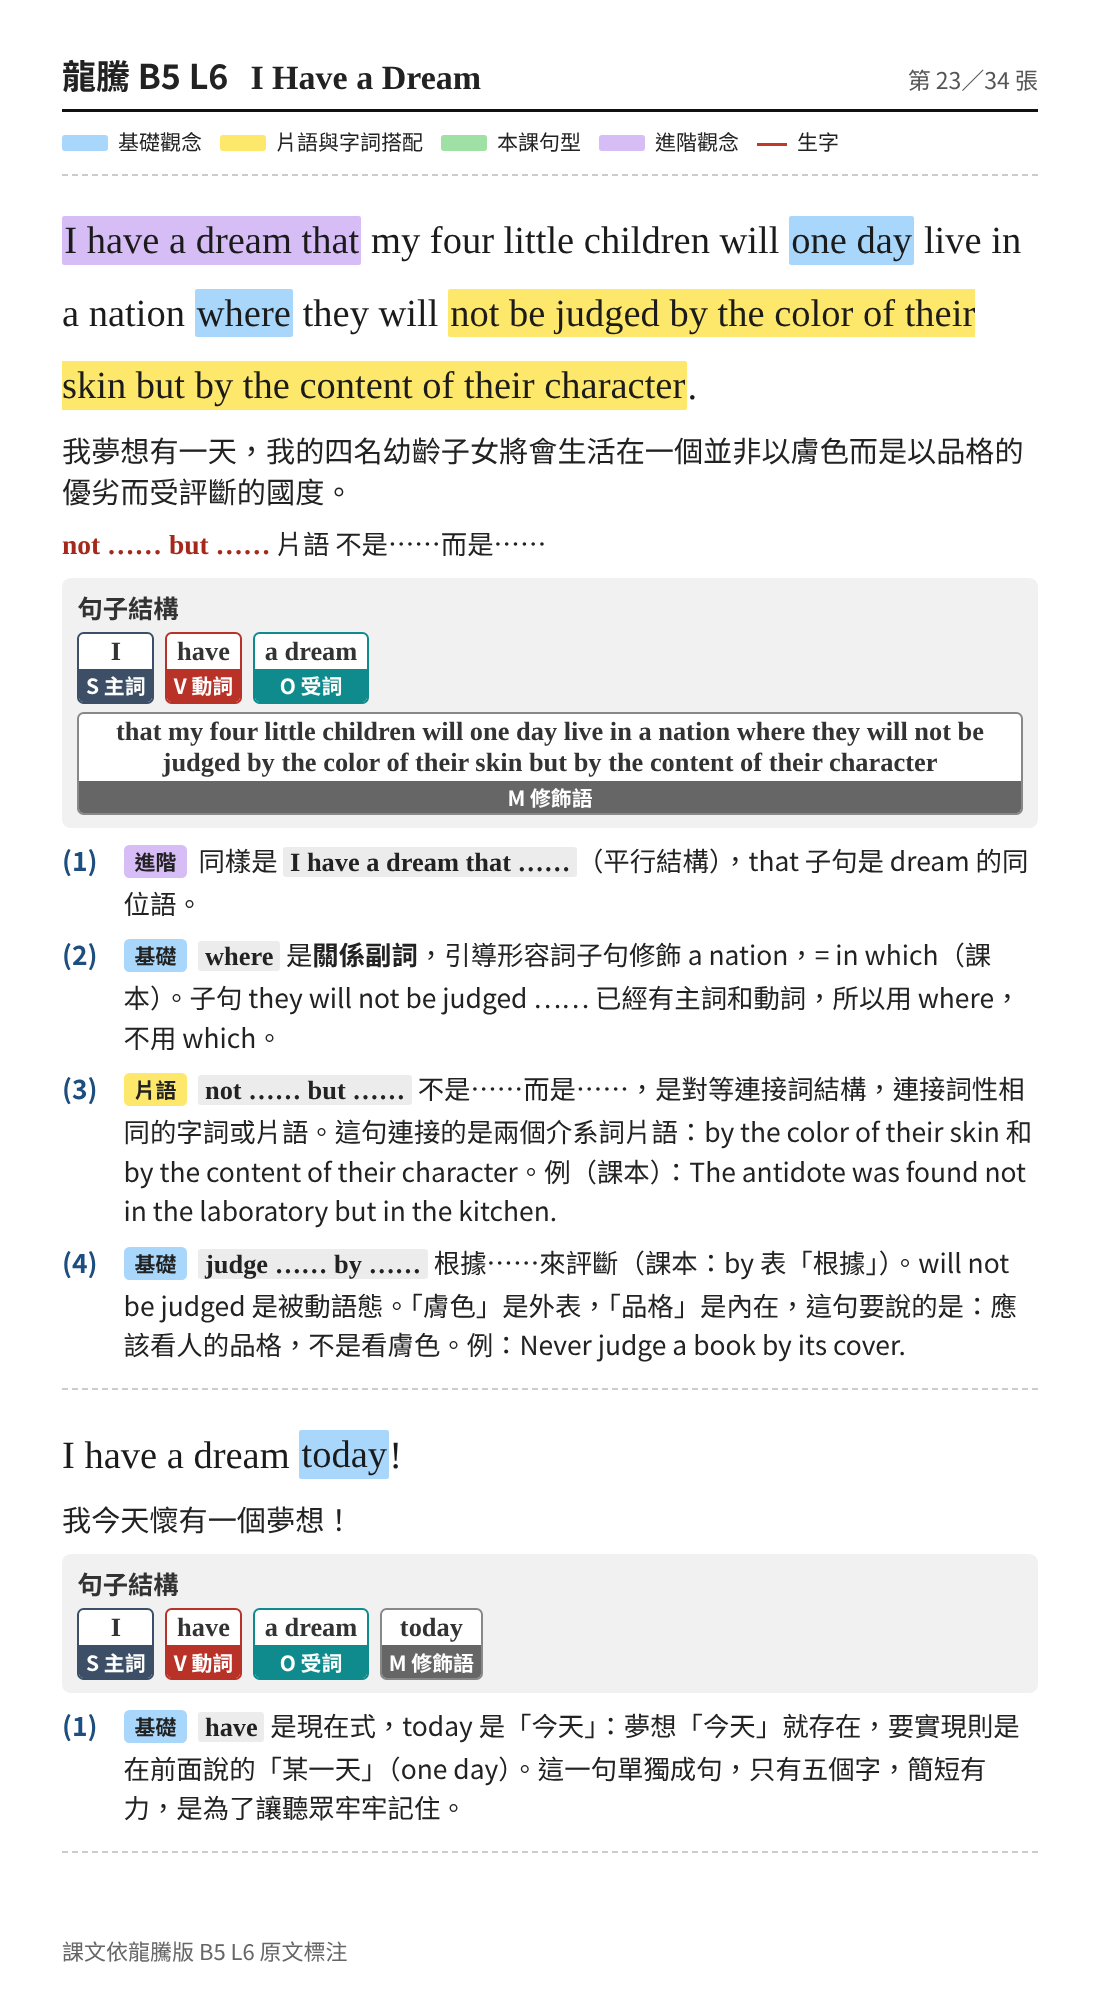 龍騰 B5 L6 I Have a Dream
第 23／34 張
基礎觀念 片語與字詞搭配 本課句型 進階觀念 生字
I have a dream that my four little children will one day live in
a nation where they will not be judged by the color of their
skin but by the content of their character.
我夢想有一天，我的四名幼齡子女將會生活在一個並非以膚色而是以品格的
優劣而受評斷的國度。
not …… but …… 片語 不是……而是……
句子結構
I have a dream
S 主詞 V 動詞 O 受詞
that my four little children will one day live in a nation where they will not be
judged by the color of their skin but by the content of their character
M 修飾語
(1) 進階 同樣是 I have a dream that ……（平行結構），that 子句是 dream 的同
位語。
(2) 基礎 where 是關係副詞，引導形容詞子句修飾 a nation，= in which（課
本）。子句 they will not be judged …… 已經有主詞和動詞，所以用 where，
不用 which。
(3) 片語 not …… but …… 不是……而是……，是對等連接詞結構，連接詞性相
同的字詞或片語。這句連接的是兩個介系詞片語：by the color of their skin 和
by the content of their character。例（課本）：The antidote was found not
in the laboratory but in the kitchen.
(4) 基礎 judge …… by …… 根據……來評斷（課本：by 表「根據」）。will not
be judged 是被動語態。「膚色」是外表，「品格」是內在，這句要說的是：應
該看人的品格，不是看膚色。例：Never judge a book by its cover.
I have a dream today!
我今天懷有一個夢想！
句子結構
I have a dream today
S 主詞 V 動詞 O 受詞 M 修飾語
(1) 基礎 have 是現在式，today 是「今天」：夢想「今天」就存在，要實現則是
在前面說的「某一天」（one day）。這一句單獨成句，只有五個字，簡短有
力，是為了讓聽眾牢牢記住。
課文依龍騰版 B5 L6 原文標注